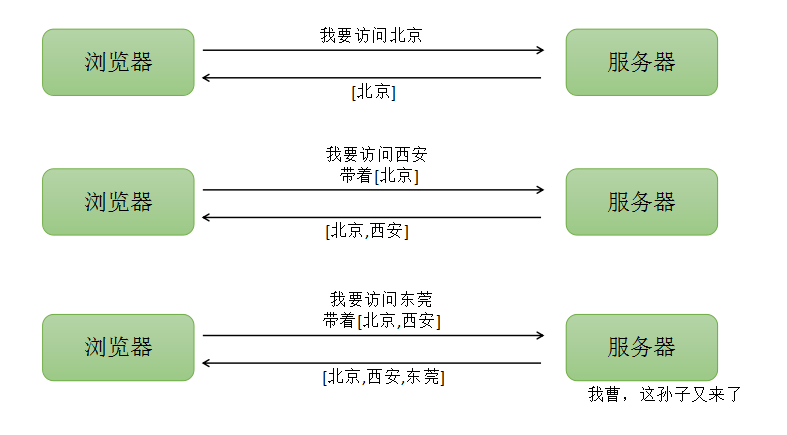 我要访问北京
浏览器
服务器
[北京]
我要访问西安
带着[北京]
浏览器
服务器
[北京,西安]
我要访问东莞
带着[北京,西安]
浏览器
服务器
[北京,西安,东莞]
我曹，这孙子又来了